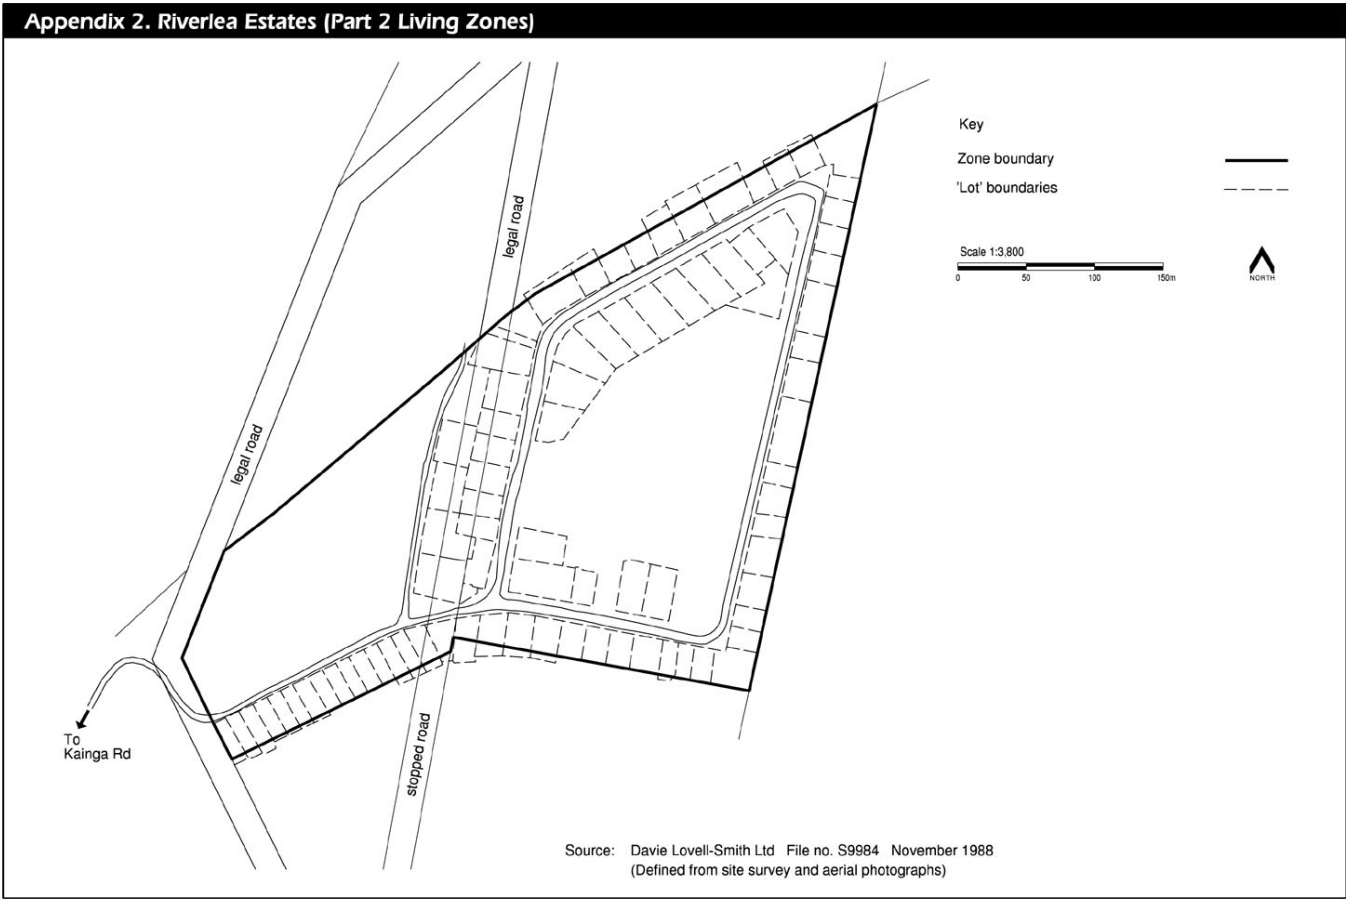 Appendix 2. Riverlea Estates (Part 2 Living Zones)
Key
Zone boundary
'Lot' boundaries
Scale 1:3,800
0 50 100 150m
NORTH
legal road
legal road
stopped road
To
Kainga Rd
Source: Davie Lovell-Smith Ltd File no. S9984 November 1988
(Defined from site survey and aerial photographs)